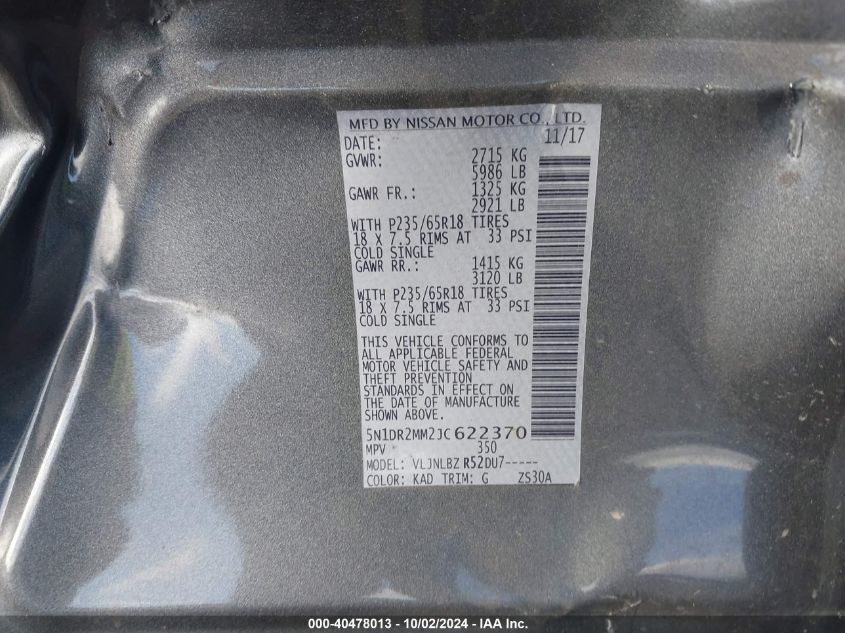 MFD BY NISSAN MOTOR CO., LTD.
DATE: 11/17
GVWR: 2715 KG
5986 LB
GAWR FR.: 1325 KG
2921 LB
WITH P235/65R18 TIRES
18 X 7.5 RIMS AT 33 PSI
COLD SINGLE
GAWR RR.: 1415 KG
3120 LB
WITH P235/65R18 TIRES
18 X 7.5 RIMS AT 33 PSI
COLD SINGLE
THIS VEHICLE CONFORMS TO
ALL APPLICABLE FEDERAL
MOTOR VEHICLE SAFETY AND
THEFT PREVENTION
STANDARDS IN EFFECT ON
THE DATE OF MANUFACTURE
SHOWN ABOVE.
5N1DR2MM2JC622370
MPV 350
MODEL: VLJNLBZ R52DU7-----
COLOR: KAD TRIM: G ZS30A
000-40478013 - 10/02/2024 - IAA Inc.